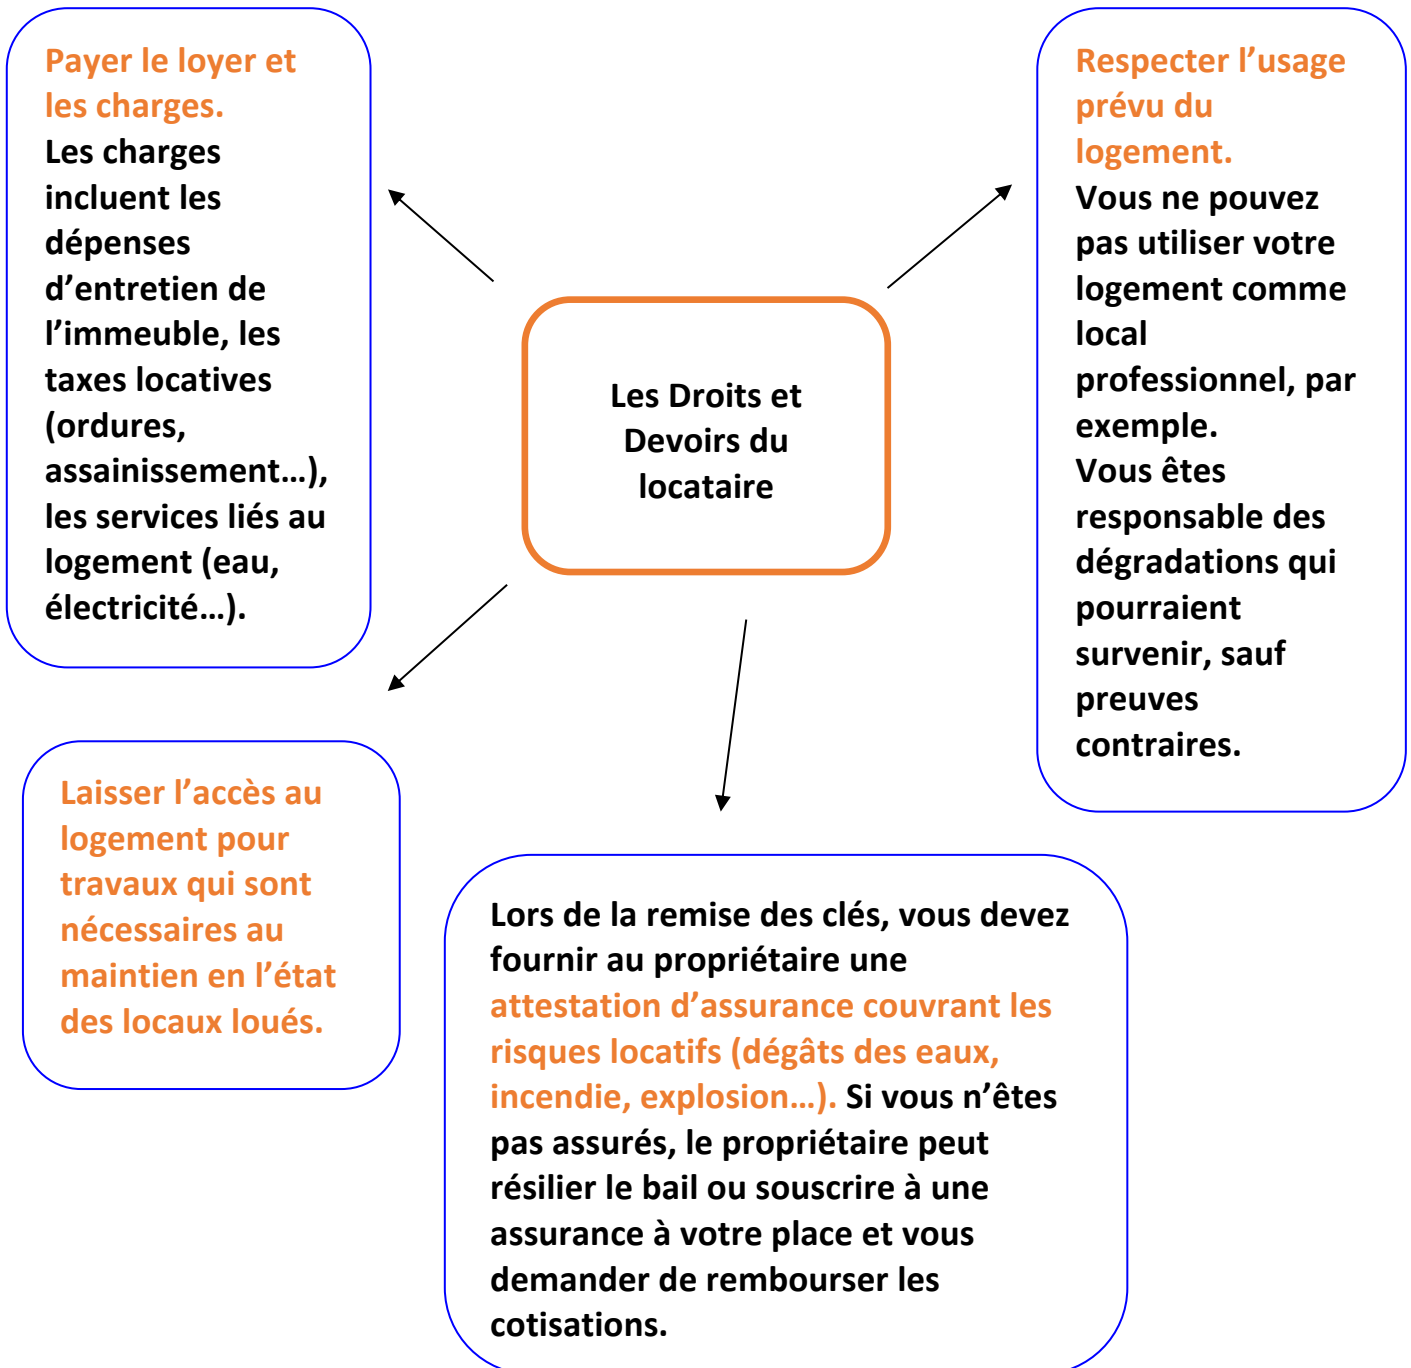 Payer le loyer et
les charges.
Les charges
incluent les
dépenses
d’entretien de
l’immeuble, les
taxes locatives
(ordures,
assainissement…),
les services liés au
logement (eau,
électricité…).
Respecter l’usage
prévu du
logement.
Vous ne pouvez
pas utiliser votre
logement comme
local
professionnel, par
exemple.
Vous êtes
responsable des
dégradations qui
pourraient
survenir, sauf
preuves
contraires.
Les Droits et
Devoirs du
locataire
Laisser l’accès au
logement pour
travaux qui sont
nécessaires au
maintien en l’état
des locaux loués.
Lors de la remise des clés, vous devez
fournir au propriétaire une
attestation d’assurance couvrant les
risques locatifs (dégâts des eaux,
incendie, explosion…). Si vous n’êtes
pas assurés, le propriétaire peut
résilier le bail ou souscrire à une
assurance à votre place et vous
demander de rembourser les
cotisations.